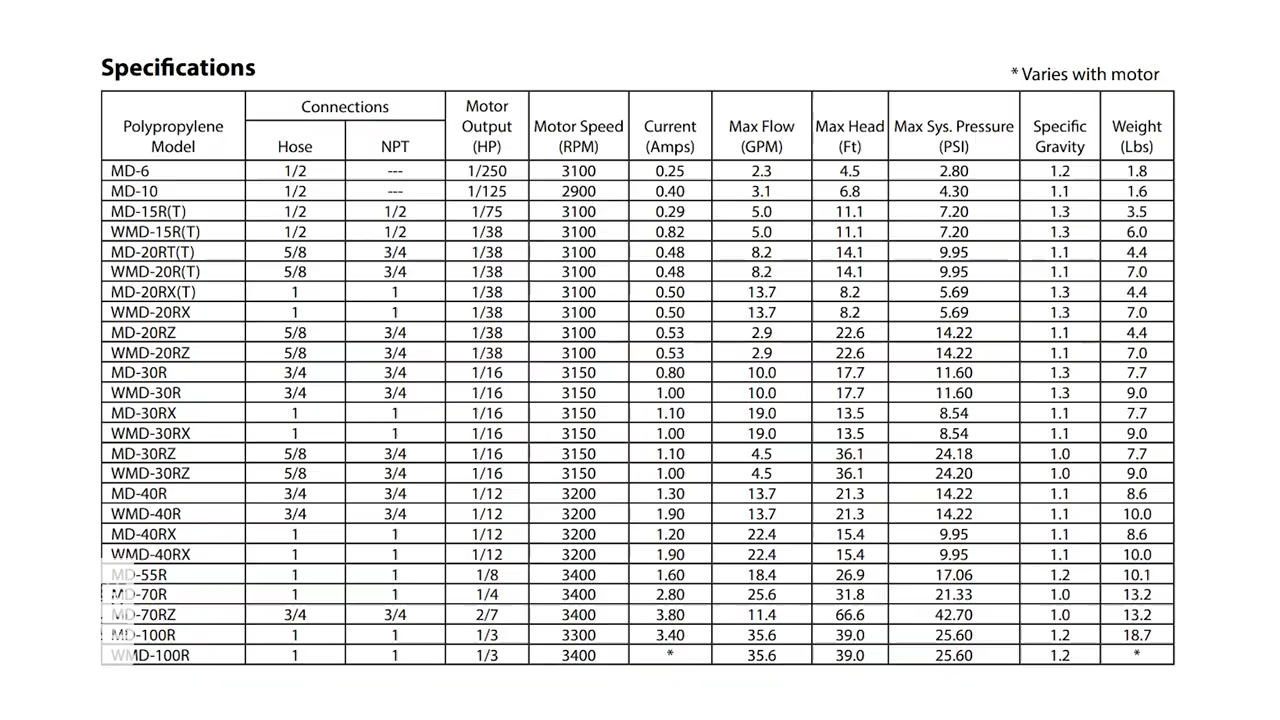 Specifications
* Varies with motor
Polypropylene Model Connections Hose NPT Motor Output (HP) Motor Speed (RPM) Current (Amps) Max Flow (GPM) Max Head (Ft) Max Sys. Pressure (PSI) Specific Gravity Weight (Lbs)
MD-6 1/2 --- 1/250 3100 0.25 2.3 4.5 2.80 1.2 1.8
MD-10 1/2 --- 1/125 2900 0.40 3.1 6.8 4.30 1.1 1.6
MD-15R(T) 1/2 1/2 1/75 3100 0.29 5.0 11.1 7.20 1.3 3.5
WMD-15R(T) 1/2 1/2 1/38 3100 0.82 5.0 11.1 7.20 1.3 6.0
MD-20RT(T) 5/8 3/4 1/38 3100 0.48 8.2 14.1 9.95 1.1 4.4
WMD-20R(T) 5/8 3/4 1/38 3100 0.48 8.2 14.1 9.95 1.1 7.0
MD-20RX(T) 1 1 1/38 3100 0.50 13.7 8.2 5.69 1.3 4.4
WMD-20RX 1 1 1/38 3100 0.50 13.7 8.2 5.69 1.3 7.0
MD-20RZ 5/8 3/4 1/38 3100 0.53 2.9 22.6 14.22 1.1 4.4
WMD-20RZ 5/8 3/4 1/38 3100 0.53 2.9 22.6 14.22 1.1 7.0
MD-30R 3/4 3/4 1/16 3150 0.80 10.0 17.7 11.60 1.3 7.7
WMD-30R 3/4 3/4 1/16 3150 1.00 10.0 17.7 11.60 1.3 9.0
MD-30RX 1 1 1/16 3150 1.10 19.0 13.5 8.54 1.1 7.7
WMD-30RX 1 1 1/16 3150 1.00 19.0 13.5 8.54 1.1 9.0
MD-30RZ 5/8 3/4 1/16 3150 1.10 4.5 36.1 24.18 1.0 7.7
WMD-30RZ 5/8 3/4 1/16 3150 1.00 4.5 36.1 24.20 1.0 9.0
MD-40R 3/4 3/4 1/12 3200 1.30 13.7 21.3 14.22 1.1 8.6
WMD-40R 3/4 3/4 1/12 3200 1.90 13.7 21.3 14.22 1.1 10.0
MD-40RX 1 1 1/12 3200 1.20 22.4 15.4 9.95 1.1 8.6
WMD-40RX 1 1 1/12 3200 1.90 22.4 15.4 9.95 1.1 10.0
MD-55R 1 1 1/8 3400 1.60 18.4 26.9 17.06 1.2 10.1
MD-70R 1 1 1/4 3400 2.80 25.6 31.8 21.33 1.0 13.2
MD-70RZ 3/4 3/4 2/7 3400 3.80 11.4 66.6 42.70 1.0 13.2
MD-100R 1 1 1/3 3300 3.40 35.6 39.0 25.60 1.2 18.7
WMD-100R 1 1 1/3 3400 * 35.6 39.0 25.60 1.2 *